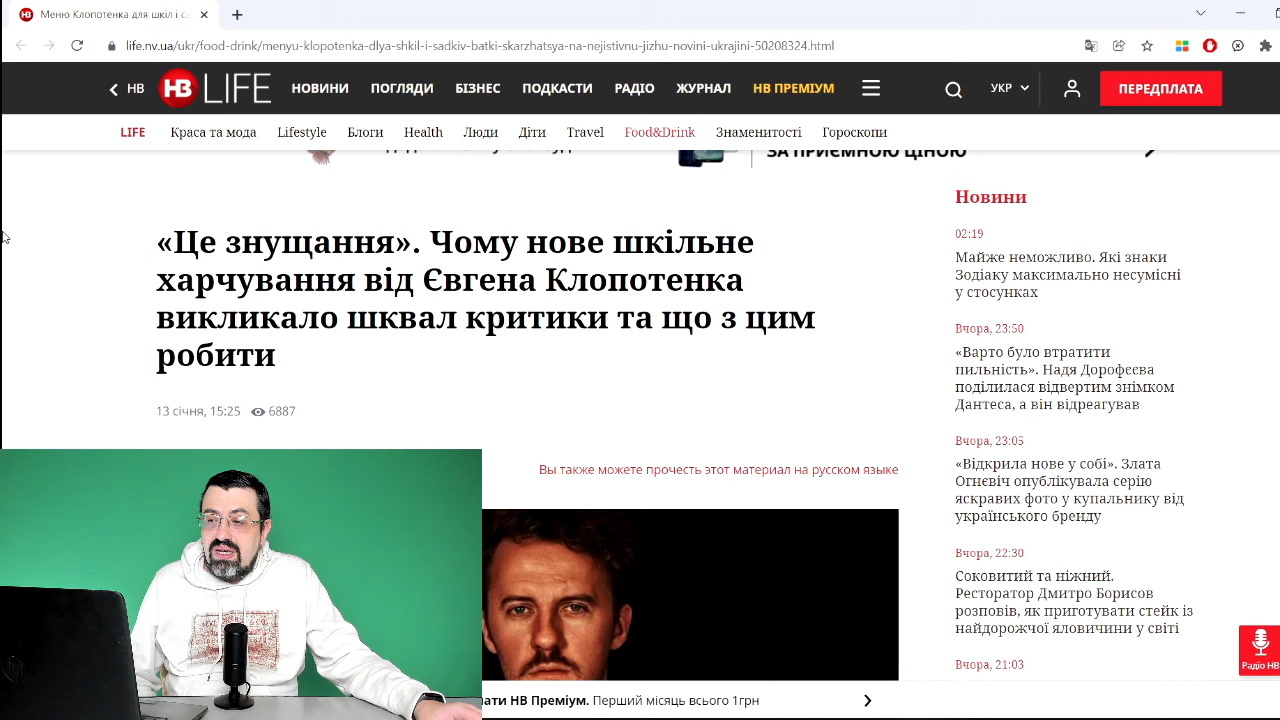 Меню Клопотенка для шкіл і са
life.nv.ua/ukr/food-drink/menyu-klopotenka-dlya-shkil-i-sadkiv-batki-skarzhatsya-na-nejistivnu-jizhu-novini-ukrajini-50208324.html
НВ
НВ LIFE
НОВИНИ ПОГЛЯДИ БІЗНЕС ПОДКАСТИ РАДІО ЖУРНАЛ НВ ПРЕМІУМ
УКР
ПЕРЕДПЛАТА
LIFE Краса та мода Lifestyle Блоги Health Люди Діти Travel Food&Drink Знаменитості Гороскопи
ЗА ПРИЄМНОЮ ЦІНОЮ
«Це знущання». Чому нове шкільне
харчування від Євгена Клопотенка
викликало шквал критики та що з цим
робити
13 січня, 15:25 6887
Вы также можете прочесть этот материал на русском языке
Новини
02:19
Майже неможливо. Які знаки
Зодіаку максимально несумісні
у стосунках
Вчора, 23:50
«Варто було втратити
пильність». Надя Дорофєєва
поділилася відвертим знімком
Дантеса, а він відреагував
Вчора, 23:05
«Відкрила нове у собі». Злата
Огнєвіч опублікувала серію
яскравих фото у купальнику від
українського бренду
Вчора, 22:30
Соковитий та ніжний.
Ресторатор Дмитро Борисов
розповів, як приготувати стейк із
найдорожчої яловичини у світі
Вчора, 21:03
Радіо НВ
НВ Преміум. Перший місяць всього 1грн